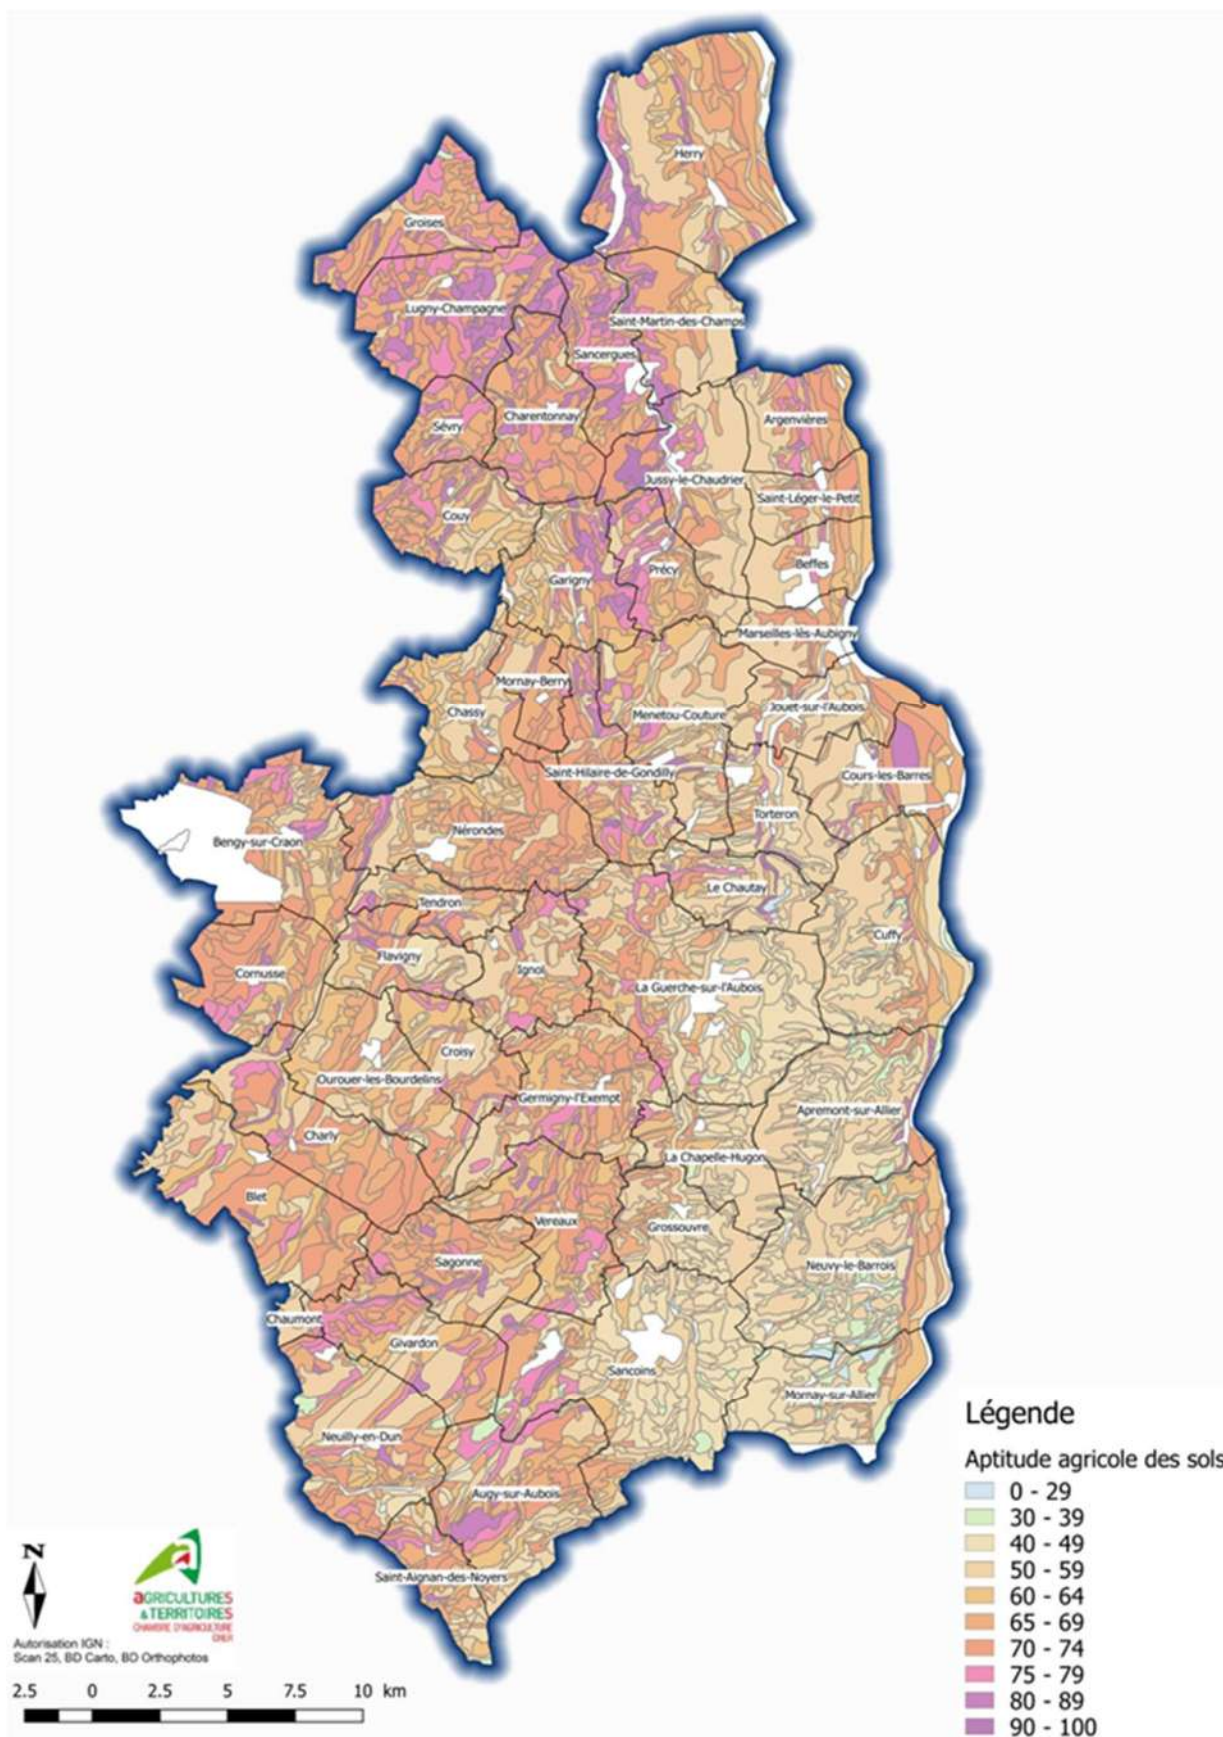 Herry
Groises
Lugny-Champagne
Saint-Martin-des-Champs
Sancergues
Charentonnay
Argenvières
Sévry
Jussy-le-Chaudrier
Saint-Léger-le-Petit
Couy
Beffes
Précy
Garigny
Marseilles-lès-Aubigny
Mornay-Berry
Jouet-sur-l'Aubois
Chassy
Menetou-Couture
Saint-Hilaire-de-Gondilly
Cours-les-Barres
Torteron
Nérondes
Bengy-sur-Craon
Le Chautay
Tendron
Cuffy
Flavigny
Ignol
Cornusse
La Guerche-sur-l'Aubois
Croisy
Ourouer-les-Bourdelins
Germigny-l'Exempt
Apremont-sur-Allier
Charly
La Chapelle-Hugon
Blet
Vereaux
Grossouvre
Sagonne
Neuvy-le-Barrois
Chaumont
Givardon
Sancoins
Mornay-sur-Allier
Neuilly-en-Dun
Augy-sur-Aubois
Saint-Aignan-des-Noyers
Légende
Aptitude agricole des sols
0 - 29
30 - 39
40 - 49
50 - 59
60 - 64
65 - 69
70 - 74
75 - 79
80 - 89
90 - 100
N
aGRICULTURES
& TERRITOIRES
CHAMBRE D'AGRICULTURE
CHER
Autorisation IGN :
Scan 25, BD Carto, BD Orthophotos
2.5 0 2.5 5 7.5 10 km